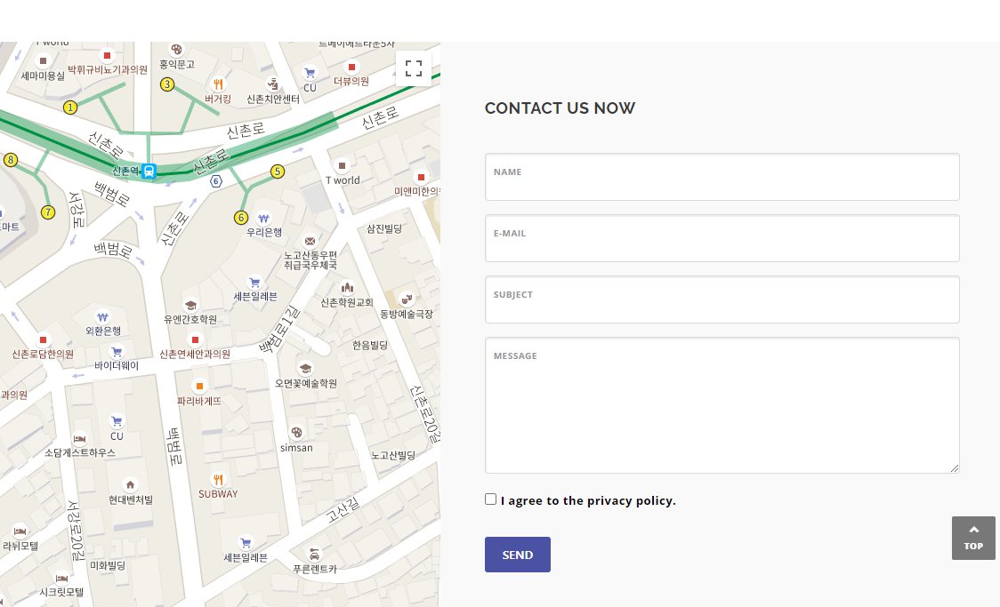 T world
트메이에트라운5차
홍익문고
박휘규비뇨기과의원
세마미용실
더뷰의원
CU
버거킹
신촌치안센터
3
1
신촌로
신촌로
신촌로
신촌로
8
신촌역
5
6
T world
미앤미한의
백범로
서강로
7
6
신촌로
우리은행
삼진빌딩
마트
노고산동우편
취급국우체국
백범로
세븐일레븐
신촌학원교회
동방예술극장
유엔간호학원
외환은행
백범로1길
신촌로담한의원
신촌연세안과의원
한음빌딩
바이더웨이
오면꽃예술학원
과의원
파리바게뜨
신촌로20길
CU
simsan
백범로
소담게스트하우스
노고산빌딩
현대벤처빌
SUBWAY
고산길
서강로20길
라뉘모텔
세븐일레븐
미화빌딩
푸른렌트카
시크릿모텔
CONTACT US NOW
NAME
E-MAIL
SUBJECT
MESSAGE
I agree to the privacy policy.
SEND
TOP